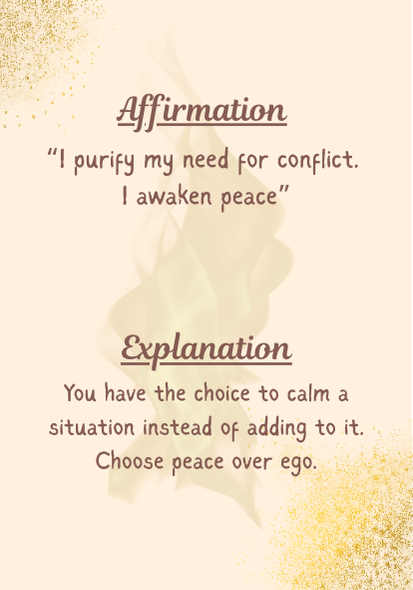 Affirmation
“I purify my need for conflict.
I awaken peace”
Explanation
You have the choice to calm a
situation instead of adding to it.
Choose peace over ego.